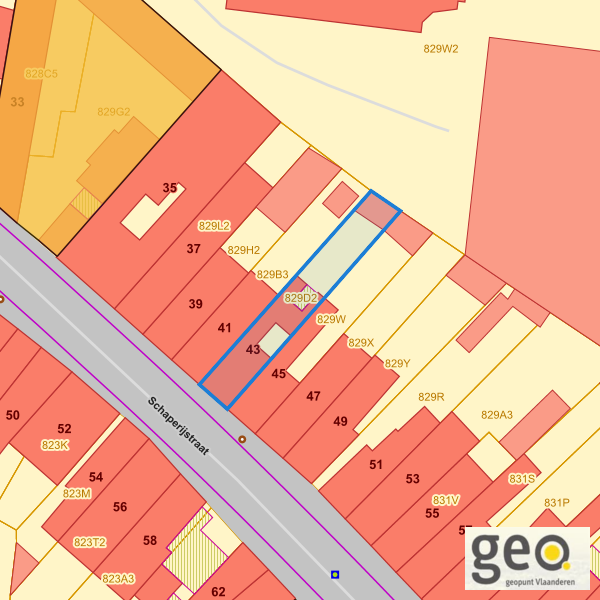 829W2
828C5
33
829G2
35
829L2
37
829H2
829B3
39
829D2
41
829W
43
829X
45
829Y
47
829R
49
829A3
50
52
823K
51
54
53
831S
823M
831V
831P
56
55
57
Schaperijstraat
58
823T2
823A3
62
geo.
geopunt Vlaanderen